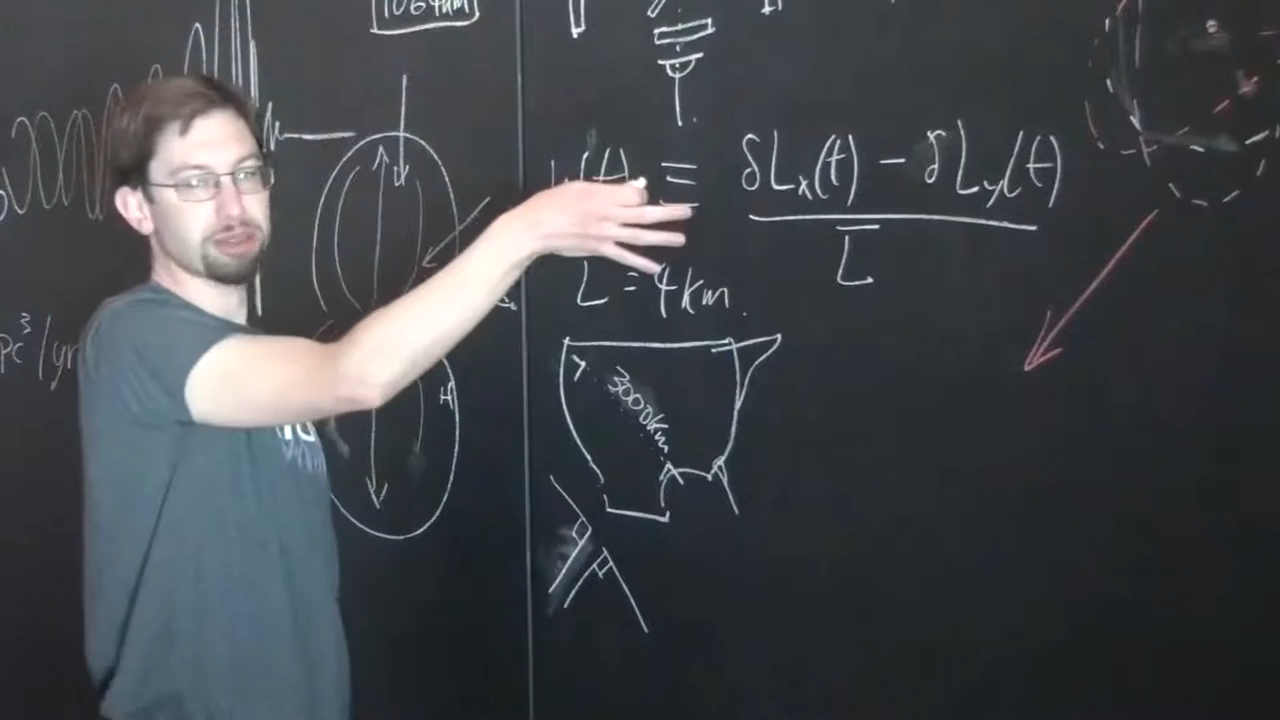 1064nm
h(t) = δLx(t) - δLy(t)
L
L = 4km.
pc³/yr
3000km